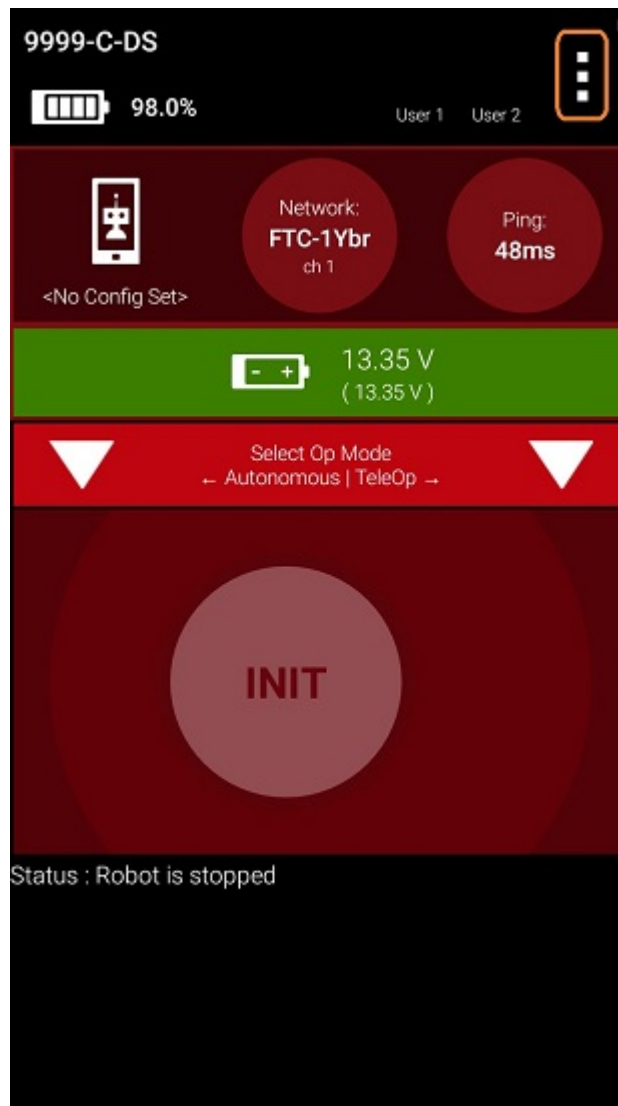 9999-C-DS
98.0%
User 1 User 2
<No Config Set>
Network:
FTC-1Ybr
ch 1
Ping:
48ms
13.35 V
( 13.35 V )
Select Op Mode
← Autonomous | TeleOp →
INIT
Status : Robot is stopped